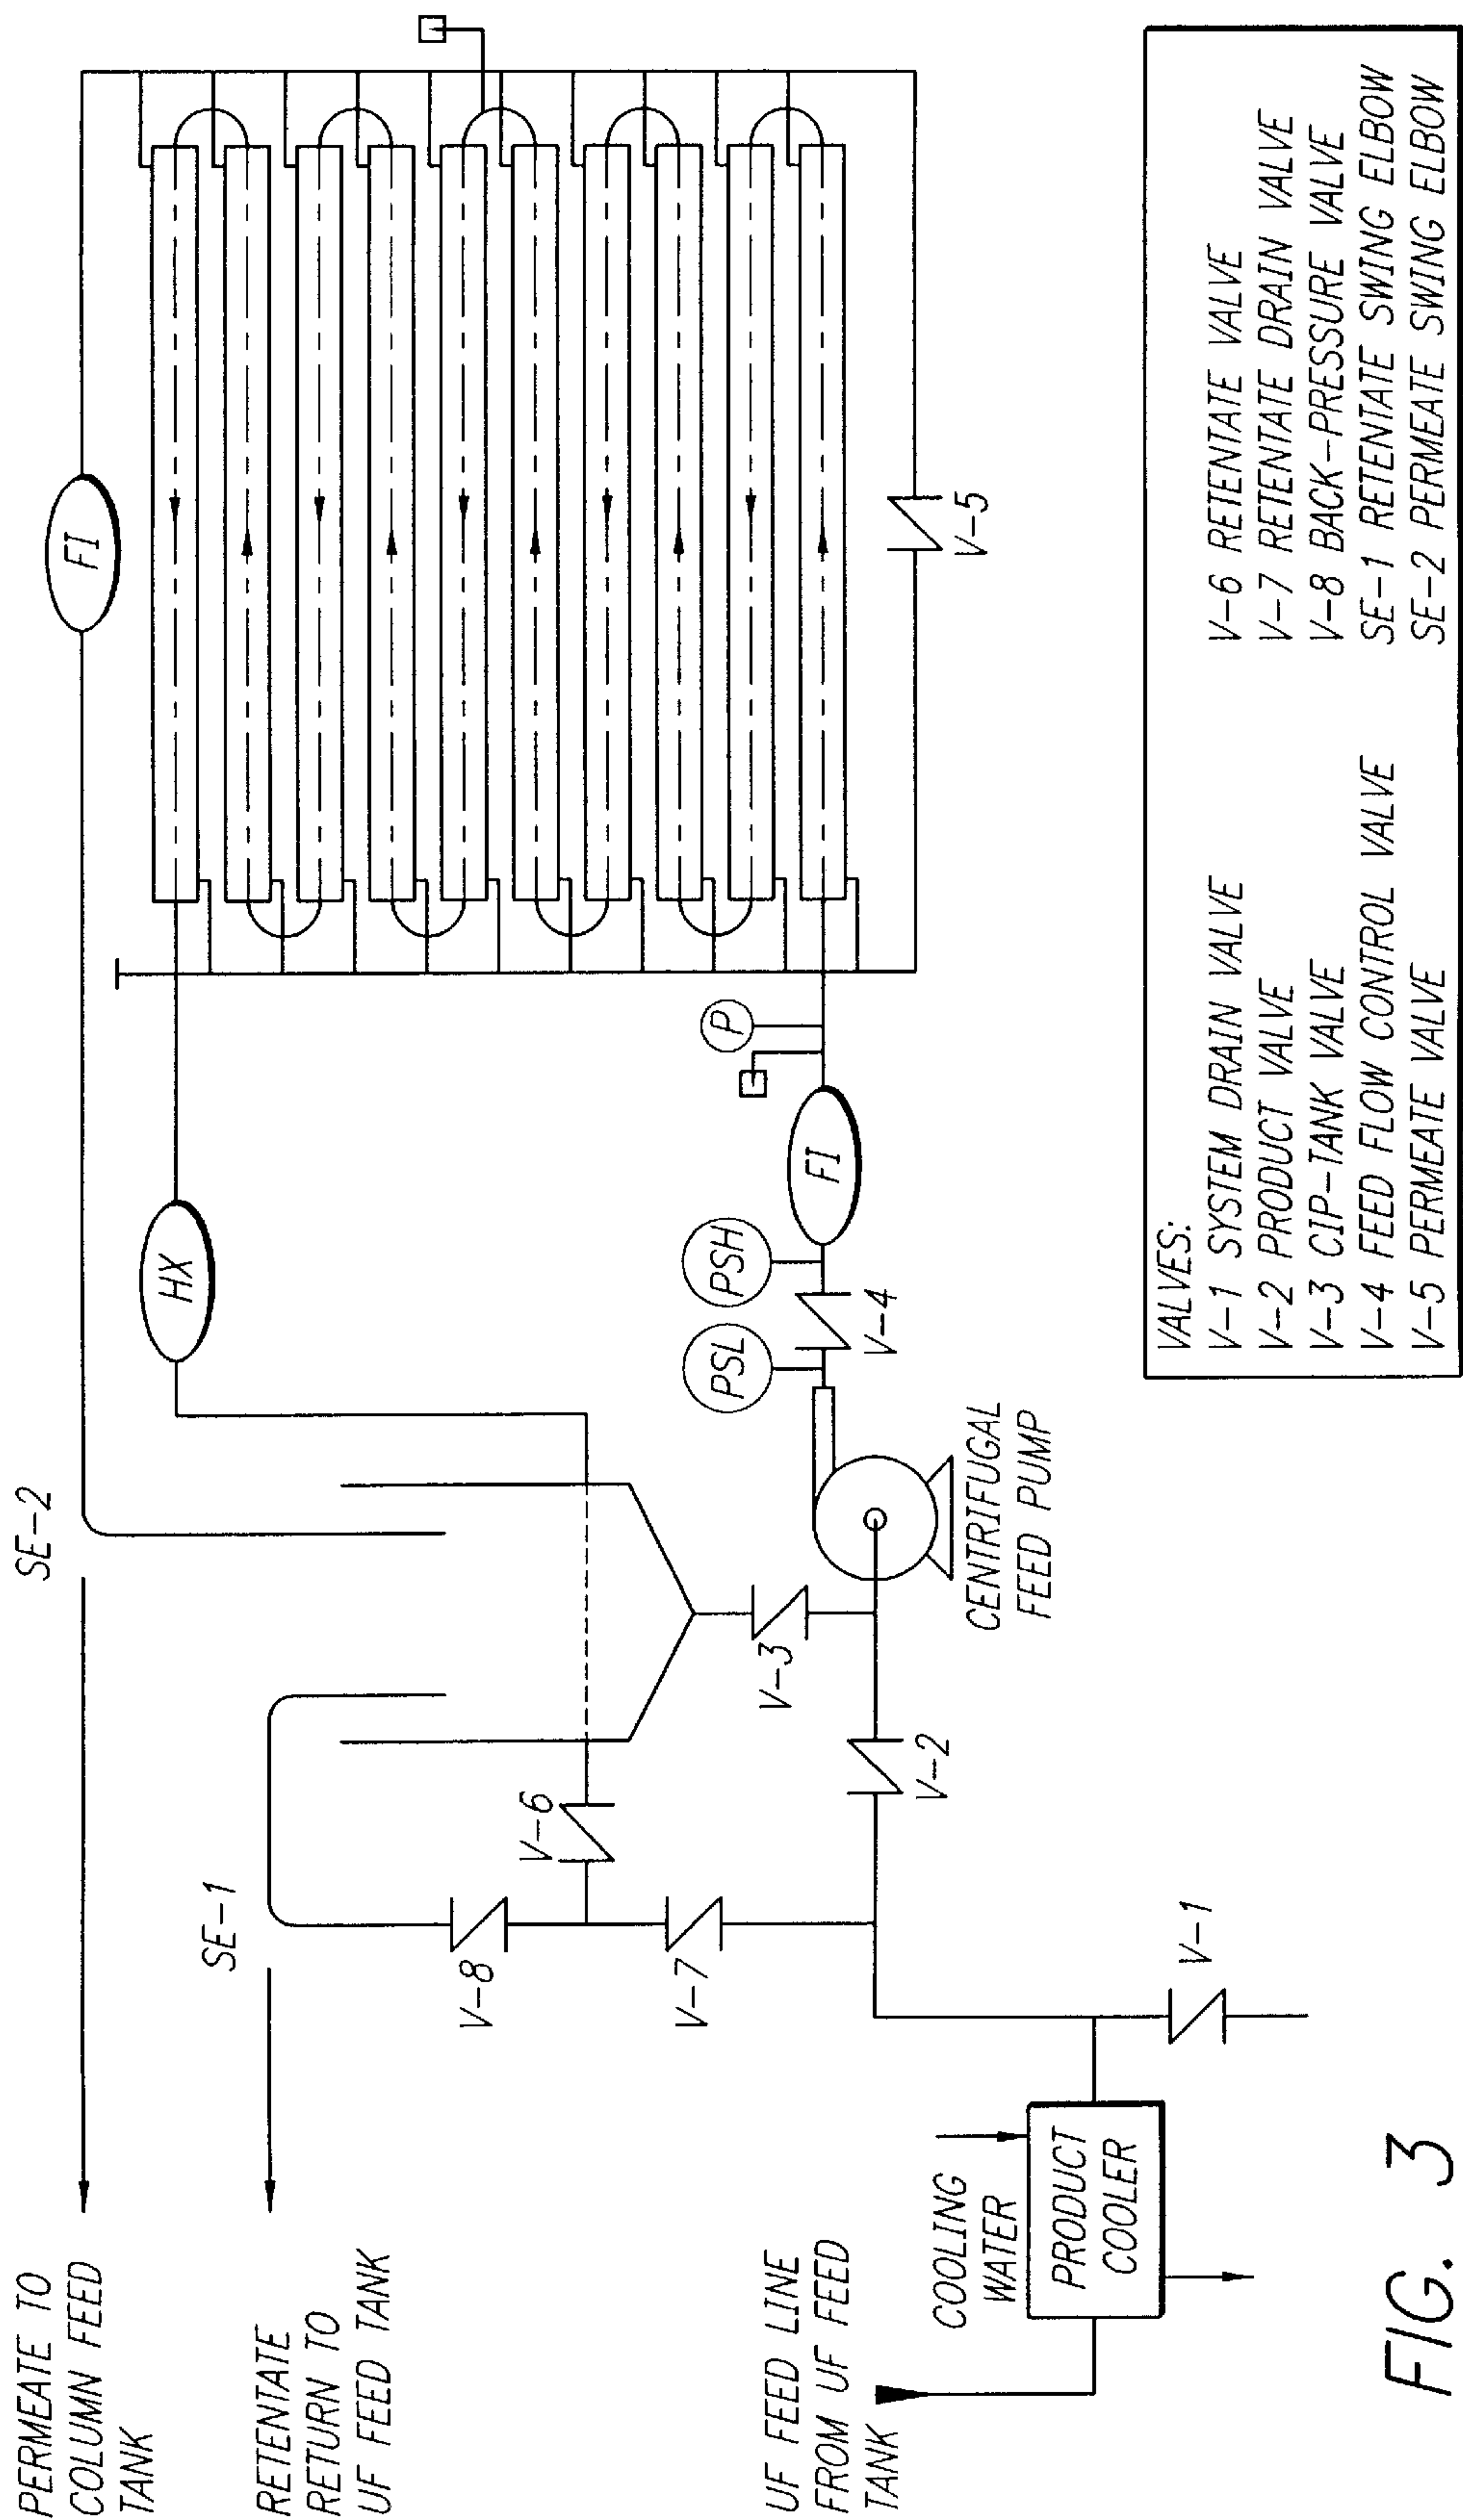 PERMEATE TO
COLUMN FEED
TANK
SE-2
FI
RETENTATE
RETURN TO
UF FEED TANK
SE-1
HX
V-8
V-6
V-7
V-3
PSL
PSH
P
UF FEED LINE
FROM UF FEED
TANK
V-2
V-4
FI
V-5
CENTRIFUGAL
FEED PUMP
COOLING
WATER
PRODUCT
COOLER
V-1
VALVES:
V-1 SYSTEM DRAIN VALVE
V-2 PRODUCT VALVE
V-3 CIP-TANK VALVE
V-4 FEED FLOW CONTROL VALVE
V-5 PERMEATE VALVE
V-6 RETENTATE VALVE
V-7 RETENTATE DRAIN VALVE
V-8 BACK-PRESSURE VALVE
SE-1 RETENTATE SWING ELBOW
SE-2 PERMEATE SWING ELBOW
FIG. 3